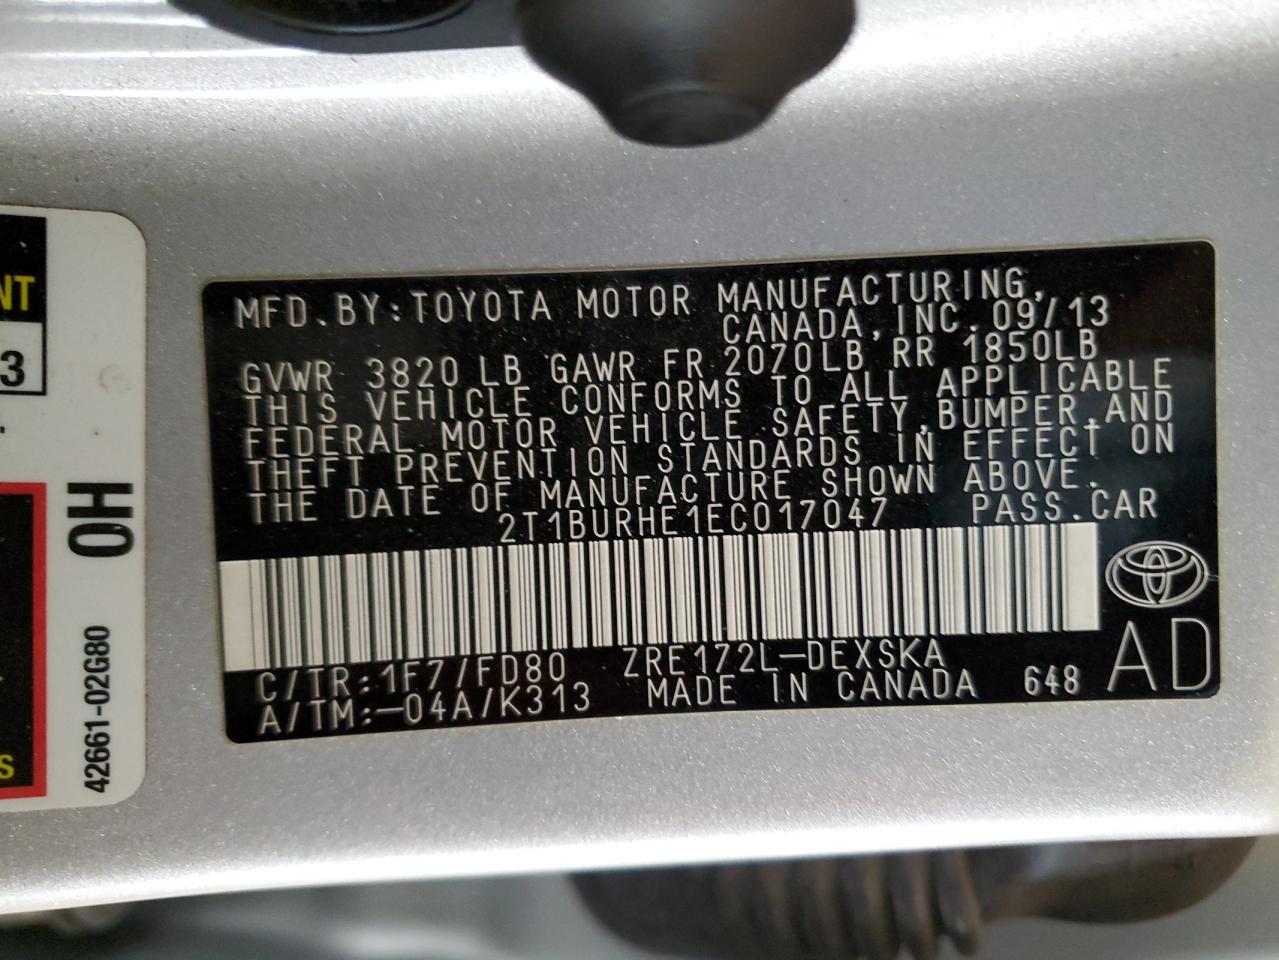 MFD.BY:TOYOTA MOTOR MANUFACTURING,
CANADA,INC.09/13
GVWR 3820 LB GAWR FR 2070LB RR 1850LB
THIS VEHICLE CONFORMS TO ALL APPLICABLE
FEDERAL MOTOR VEHICLE SAFETY,BUMPER,AND
THEFT PREVENTION STANDARDS IN EFFECT ON
THE DATE OF MANUFACTURE SHOWN ABOVE.
2T1BURHE1EC017047 PASS.CAR
C/TR:1F7/FD80 ZRE172L-DEXSKA
A/TM:-04A/K313 MADE IN CANADA 648 AD
NT
3
0H
42661-02G80
S